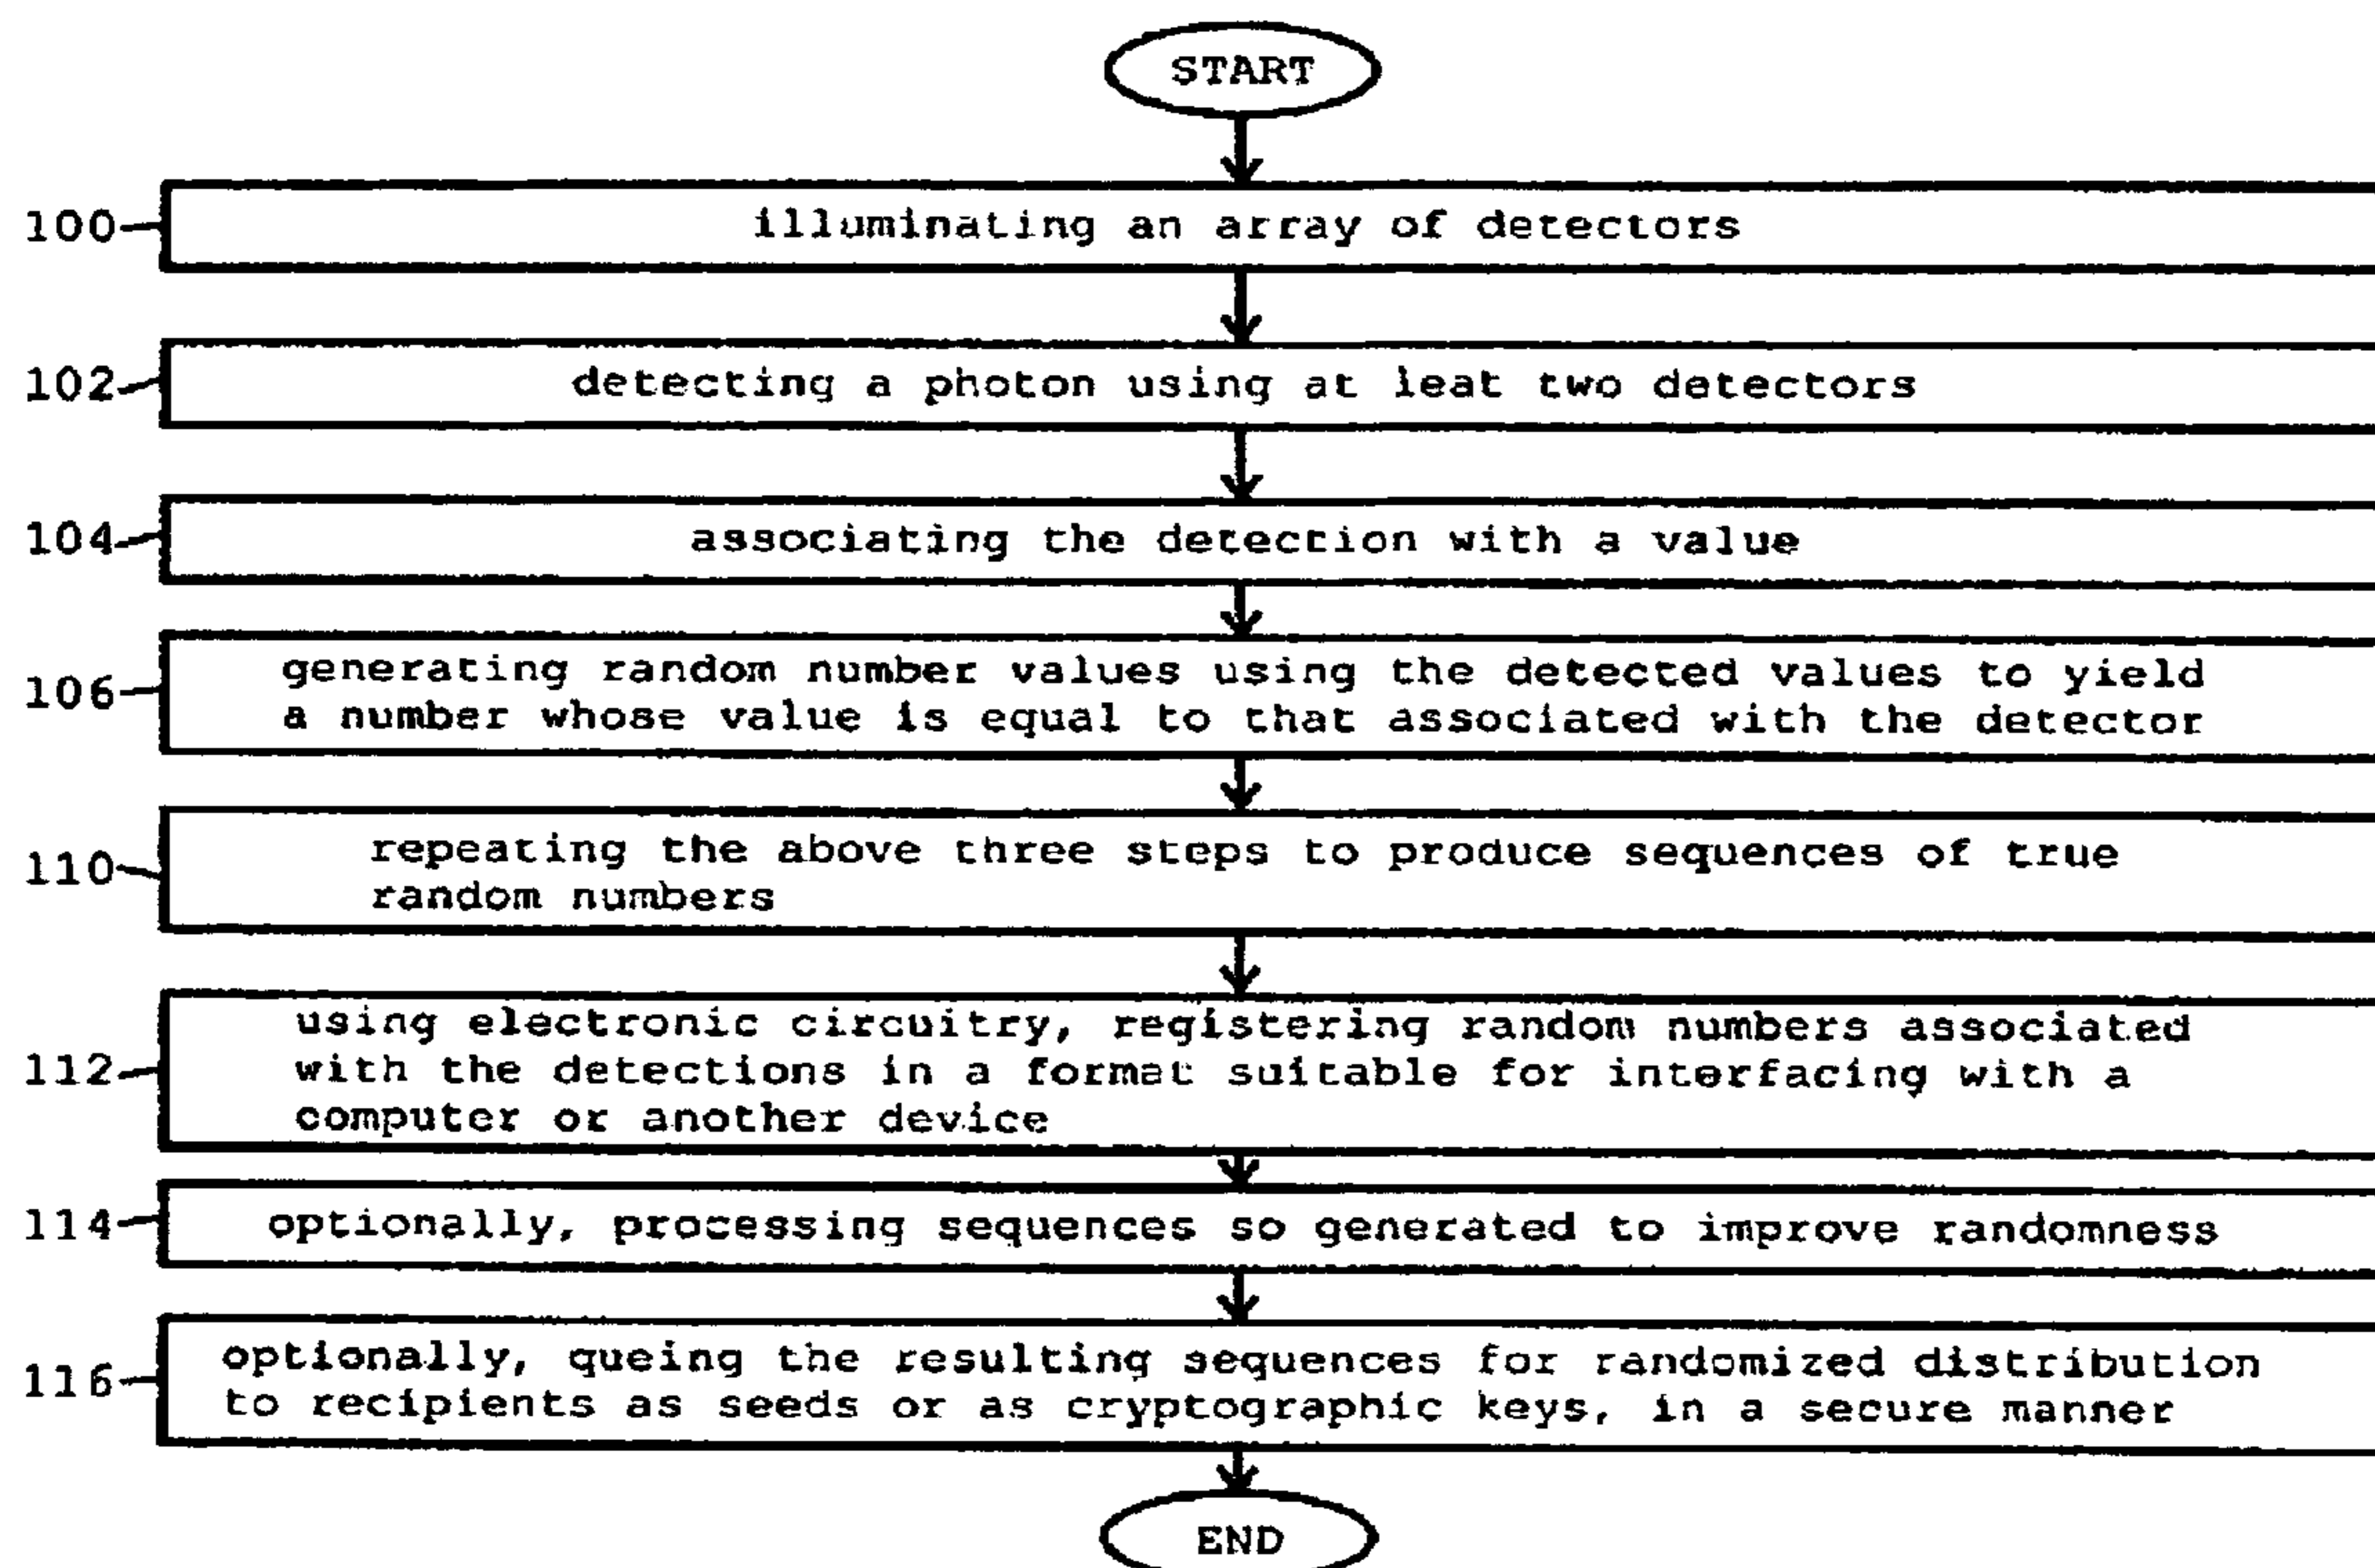 START
100 illuminating an array of detectors
102 detecting a photon using at leat two detectors
104 associating the detection with a value
106 generating random number values using the detected values to yield
a number whose value is equal to that associated with the detector
110 repeating the above three steps to produce sequences of true
random numbers
using electronic circuitry, registering random numbers associated
112 with the detections in a format suitable for interfacing with a
computer or another device
114 optionally, processing sequences so generated to improve randomness
116 optionally, queing the resulting sequences for randomized distribution
to recipients as seeds or as cryptographic keys, in a secure manner
END